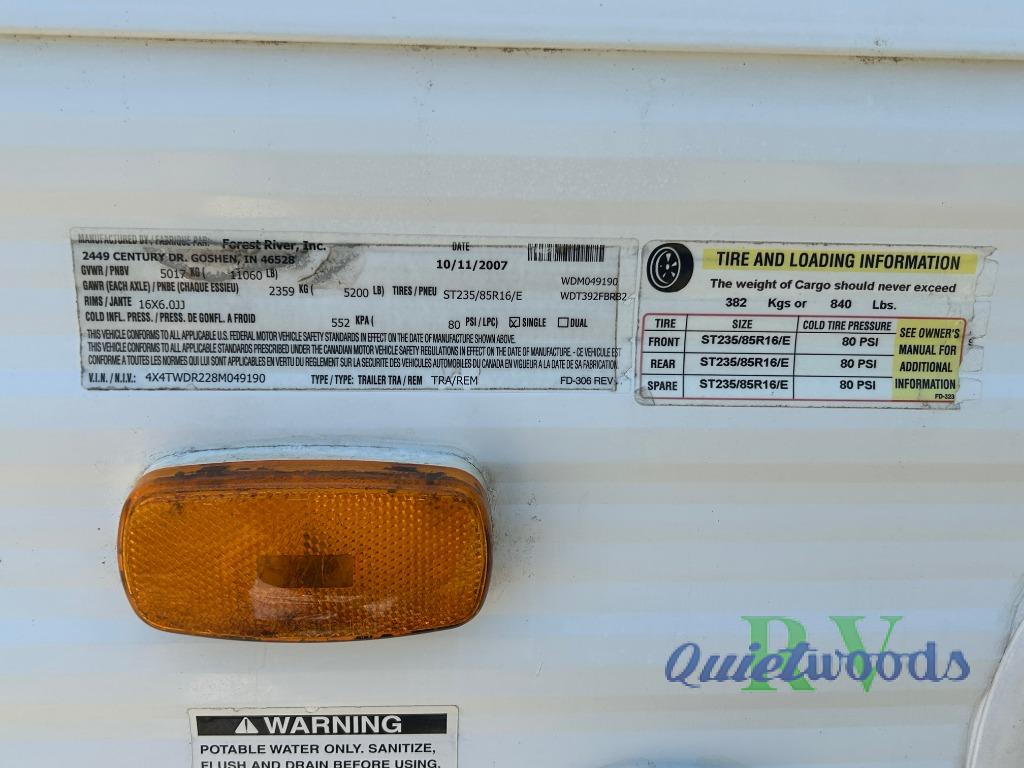 MANUFACTURED BY / FABRIQUE PAR: Forest River, Inc.
2449 CENTURY DR. GOSHEN, IN 46528
DATE
10/11/2007
GVWR / PNBV 5017 KG ( 11060 LB)
WDM049190
GAWR (EACH AXLE) / PNBE (CHAQUE ESSIEU) 2359 KG ( 5200 LB) TIRES / PNEU ST235/85R16/E WDT392FBRB2
RIMS / JANTE 16X6.0JJ
COLD INFL. PRESS. / PRESS. DE GONFL. A FROID 552 KPA ( 80 PSI / LPC) ☒ SINGLE ☐ DUAL
THIS VEHICLE CONFORMS TO ALL APPLICABLE U.S. FEDERAL MOTOR VEHICLE SAFETY STANDARDS IN EFFECT ON THE DATE OF MANUFACTURE SHOWN ABOVE.
THIS VEHICLE CONFORMS TO ALL APPLICABLE STANDARDS PRESCRIBED UNDER THE CANADIAN MOTOR VEHICLE SAFETY REGULATIONS IN EFFECT ON THE DATE OF MANUFACTURE - CE VEHICULE EST
CONFORME A TOUTES LES NORMES QUI LUI SONT APPLICABLES EN VERTU DU REGLEMENT SUR LA SECURITE DES VEHICULES AUTOMOBILES DU CANADA EN VIGUEUR A LA DATE DE SA FABRICATION.
V.I.N. / N.I.V.: 4X4TWDR228M049190 TYPE / TYPE: TRAILER TRA / REM TRA/REM FD-306 REV
TIRE AND LOADING INFORMATION
The weight of Cargo should never exceed
382 Kgs or 840 Lbs.
TIRE SIZE COLD TIRE PRESSURE
FRONT ST235/85R16/E 80 PSI
REAR ST235/85R16/E 80 PSI
SPARE ST235/85R16/E 80 PSI
SEE OWNER'S
MANUAL FOR
ADDITIONAL
INFORMATION
FD-323
Quietwoods RV
WARNING
POTABLE WATER ONLY. SANITIZE,
FLUSH AND DRAIN BEFORE USING.